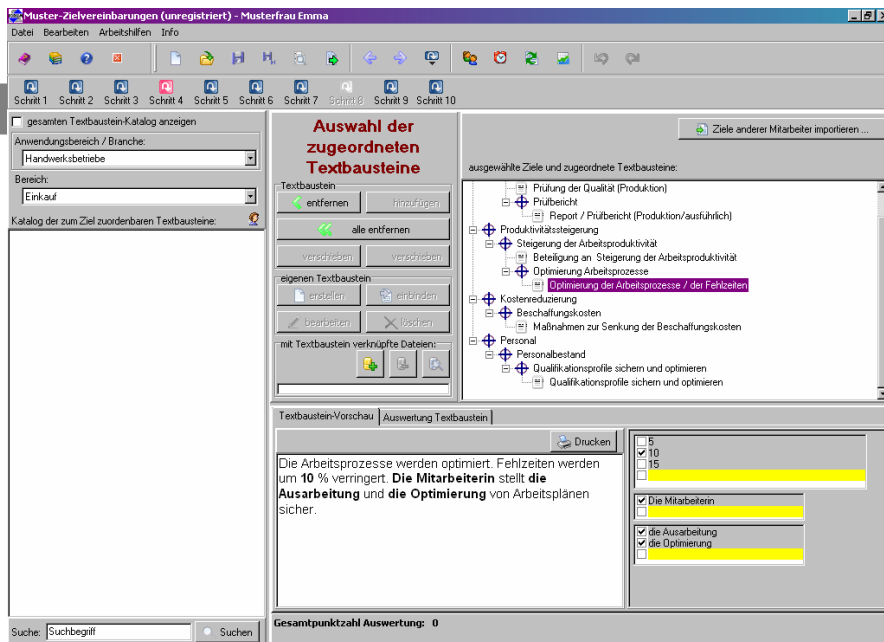 Muster-Zielvereinbarungen (unregistriert) - Musterfrau Emma
Datei Bearbeiten Arbeitshilfen Info
Schritt 1 Schritt 2 Schritt 3 Schritt 4 Schritt 5 Schritt 6 Schritt 7 Schritt 8 Schritt 9 Schritt 10
gesamten Textbaustein-Katalog anzeigen
Anwendungsbereich / Branche:
Handwerksbetriebe
Bereich:
Einkauf
Katalog der zum Ziel zuordenbaren Textbausteine:
Suche: Suchbegriff Suchen
Auswahl der
zugeordneten
Textbausteine
Textbaustein
entfernen hinzufügen
alle entfernen
verschieben verschieben
eigenen Textbaustein
erstellen einbinden
bearbeiten löschen
mit Textbaustein verknüpfte Dateien:
Ziele anderer Mitarbeiter importieren ...
ausgewählte Ziele und zugeordnete Textbausteine:
Prüfung der Qualität (Produktion)
Prüfbericht
Report / Prüfbericht (Produktion/ausführlich)
Produktivitätssteigerung
Steigerung der Arbeitsproduktivität
Beteiligung an Steigerung der Arbeitsproduktivität
Optimierung Arbeitsprozesse
Optimierung der Arbeitsprozesse / der Fehlzeiten
Kostenreduzierung
Beschaffungskosten
Maßnahmen zur Senkung der Beschaffungskosten
Personal
Personalbestand
Qualifikationsprofile sichern und optimieren
Qualifikationsprofile sichern und optimieren
Textbaustein-Vorschau Auswertung Textbaustein
Drucken
Die Arbeitsprozesse werden optimiert. Fehlzeiten werden
um 10 % verringert. Die Mitarbeiterin stellt die
Ausarbeitung und die Optimierung von Arbeitsplänen
sicher.
5
10
15
Die Mitarbeiterin
die Ausarbeitung
die Optimierung
Gesamtpunktzahl Auswertung: 0